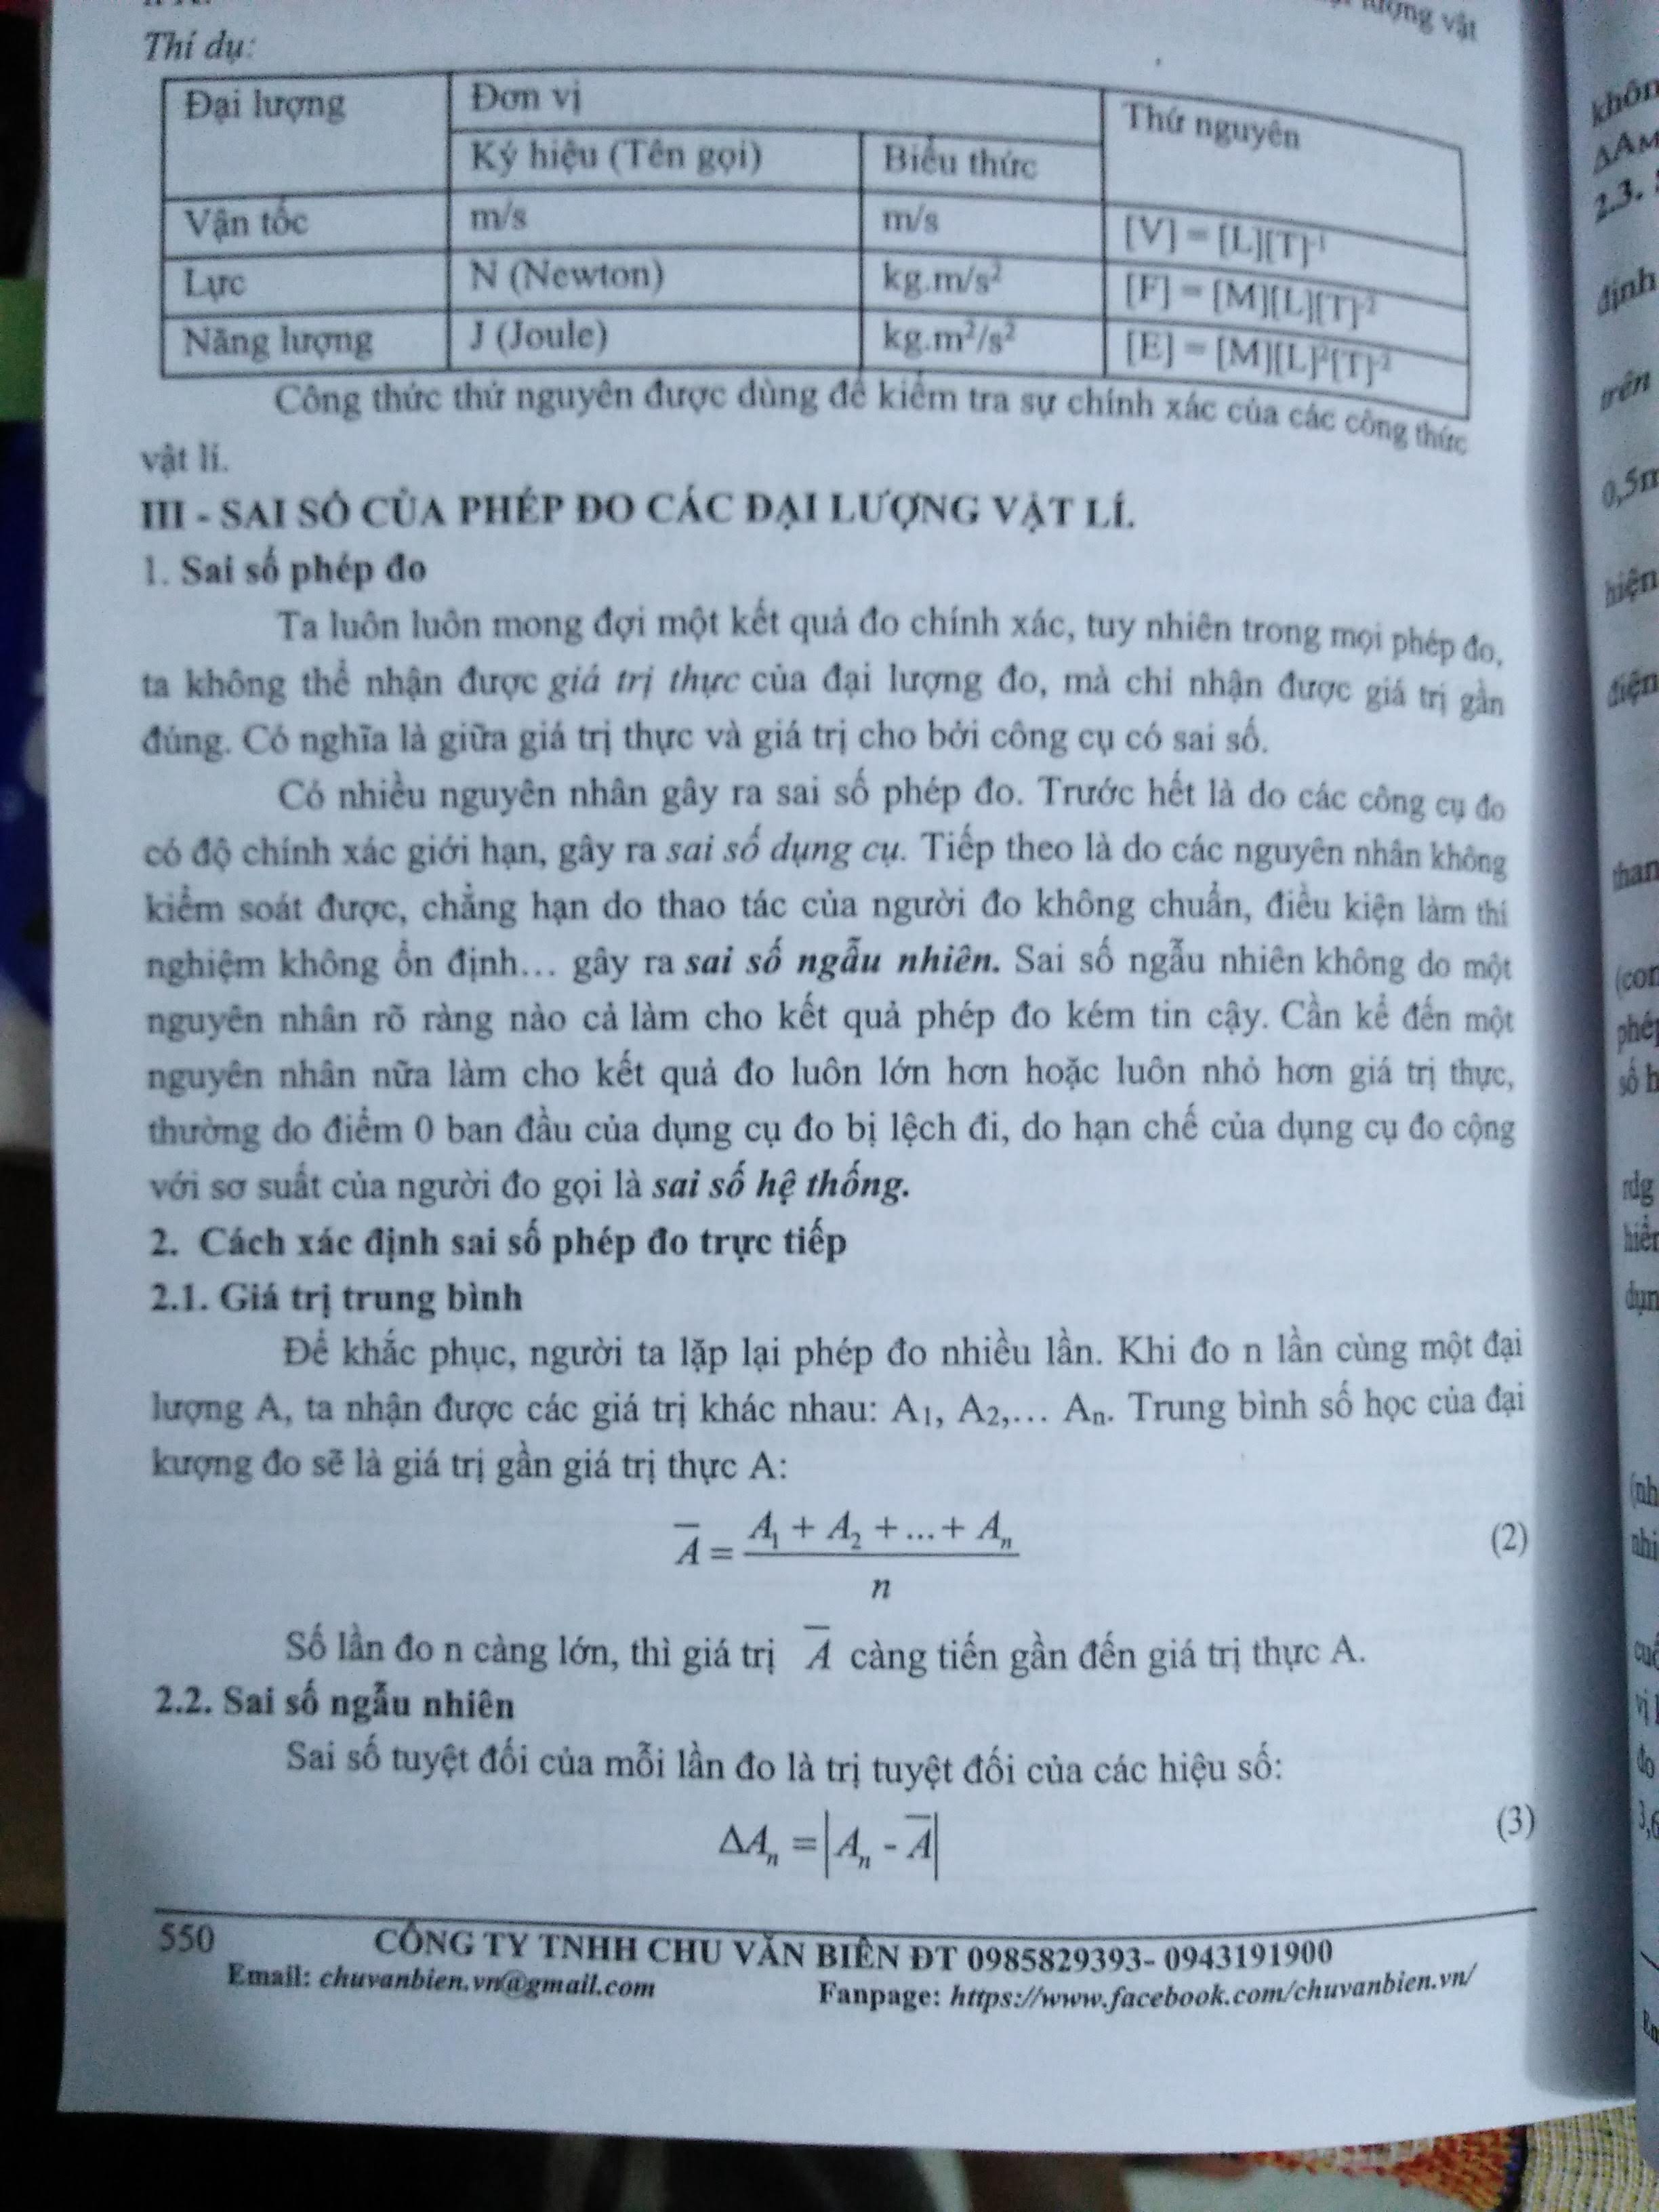 lượng vật
Thí dụ:
Đại lượng Đơn vị Thứ nguyên
Ký hiệu (Tên gọi) Biểu thức
Vận tốc m/s m/s [V] = [L][T]⁻¹
Lực N (Newton) kg.m/s² [F] = [M][L][T]⁻²
Năng lượng J (Joule) kg.m²/s² [E] = [M][L]²[T]⁻²
Công thức thứ nguyên được dùng để kiểm tra sự chính xác của các công thức
vật lí.
III - SAI SỐ CỦA PHÉP ĐO CÁC ĐẠI LƯỢNG VẬT LÍ.
1. Sai số phép đo
Ta luôn luôn mong đợi một kết quả đo chính xác, tuy nhiên trong mọi phép đo,
ta không thể nhận được giá trị thực của đại lượng đo, mà chỉ nhận được giá trị gần
đúng. Có nghĩa là giữa giá trị thực và giá trị cho bởi công cụ có sai số.
Có nhiều nguyên nhân gây ra sai số phép đo. Trước hết là do các công cụ đo
có độ chính xác giới hạn, gây ra sai số dụng cụ. Tiếp theo là do các nguyên nhân không
kiểm soát được, chẳng hạn do thao tác của người đo không chuẩn, điều kiện làm thí
nghiệm không ổn định… gây ra sai số ngẫu nhiên. Sai số ngẫu nhiên không do một
nguyên nhân rõ ràng nào cả làm cho kết quả phép đo kém tin cậy. Cần kể đến một
nguyên nhân nữa làm cho kết quả đo luôn lớn hơn hoặc luôn nhỏ hơn giá trị thực,
thường do điểm 0 ban đầu của dụng cụ đo bị lệch đi, do hạn chế của dụng cụ đo cộng
với sơ suất của người đo gọi là sai số hệ thống.
2. Cách xác định sai số phép đo trực tiếp
2.1. Giá trị trung bình
Để khắc phục, người ta lặp lại phép đo nhiều lần. Khi đo n lần cùng một đại
lượng A, ta nhận được các giá trị khác nhau: A₁, A₂,… Aₙ. Trung bình số học của đại
kượng đo sẽ là giá trị gần giá trị thực A:
A̅ = (A₁ + A₂ + ... + Aₙ) / n (2)
Số lần đo n càng lớn, thì giá trị A̅ càng tiến gần đến giá trị thực A.
2.2. Sai số ngẫu nhiên
Sai số tuyệt đối của mỗi lần đo là trị tuyệt đối của các hiệu số:
ΔAₙ = |Aₙ - A̅| (3)
550 CÔNG TY TNHH CHU VĂN BIÊN ĐT 0985829393- 0943191900
Email: chuvanbien.vn@gmail.com Fanpage: https://www.facebook.com/chuvanbien.vn/
2.3.
định
trên